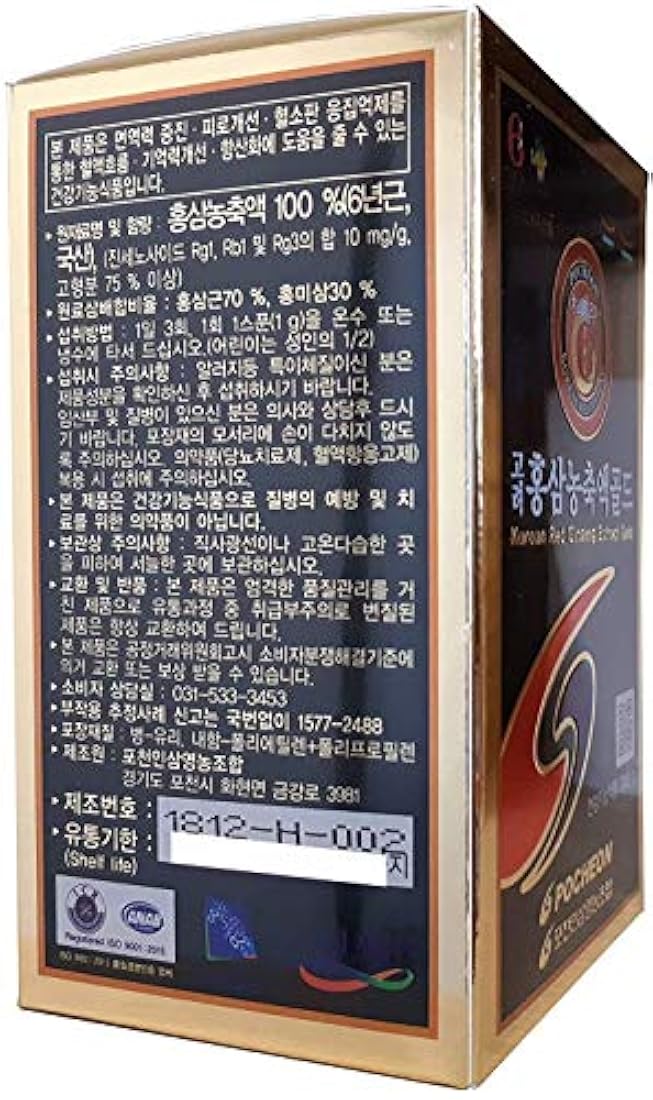 본 제품은 면역력 증진·피로개선·혈소판 응집억제를
통한 혈액흐름·기억력개선·항산화에 도움을 줄 수 있는
건강기능식품입니다.
▸ 원재료명 및 함량 : 홍삼농축액 100 %(6년근,
국산), (진세노사이드 Rg1, Rb1 및 Rg3의 합 10 mg/g,
고형분 75 % 이상)
▸ 원료삼배합비율 : 홍삼근70 %, 홍미삼30 %
▸ 섭취방법 : 1일 3회, 1회 1스푼(1 g)을 온수 또는
냉수에 타서 드십시오.(어린이는 성인의 1/2)
▸ 섭취시 주의사항 : 알러지등 특이체질이신 분은
제품성분을 확인하신 후 섭취하시기 바랍니다.
임산부 및 질병이 있으신 분은 의사와 상담후 드시
기 바랍니다. 포장재의 모서리에 손이 다치지 않도
록 주의하십시오. 의약품(당뇨치료제, 혈액항응고제)
복용 시 섭취에 주의하십시오.
▸ 본 제품은 건강기능식품으로 질병의 예방 및 치
료를 위한 의약품이 아닙니다.
▸ 보관상 주의사항 : 직사광선이나 고온다습한 곳
을 피하여 서늘한 곳에 보관하십시오.
▸ 교환 및 반품 : 본 제품은 엄격한 품질관리를 거
친 제품으로 유통과정 중 취급부주의로 변질된
제품은 항상 교환하여 드립니다.
▸ 본 제품은 공정거래위원회고시 소비자분쟁해결기준에
의거 교환 또는 보상 받을 수 있습니다.
▸ 소비자 상담실 : 031-533-3453
▸ 부작용 추정사례 신고는 국번없이 1577-2488
▸ 포장재질 : 병-유리, 내함-폴리에틸렌+폴리프로필렌
▸ 제조원 : 포천인삼영농조합
경기도 포천시 화현면 금강로 3981
▸ 제조번호 : 1812-H-002
▸ 유통기한 : 지
(Shelf life)
Registered ISO 9001:2015
고려홍삼농축액골드
Korean Red Ginseng Extract Gold
POCHEON
포천인삼영농조합